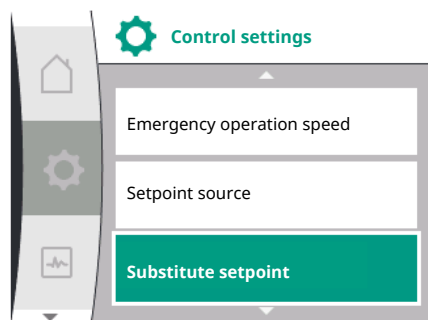 Control settings
Emergency operation speed
Setpoint source
Substitute setpoint